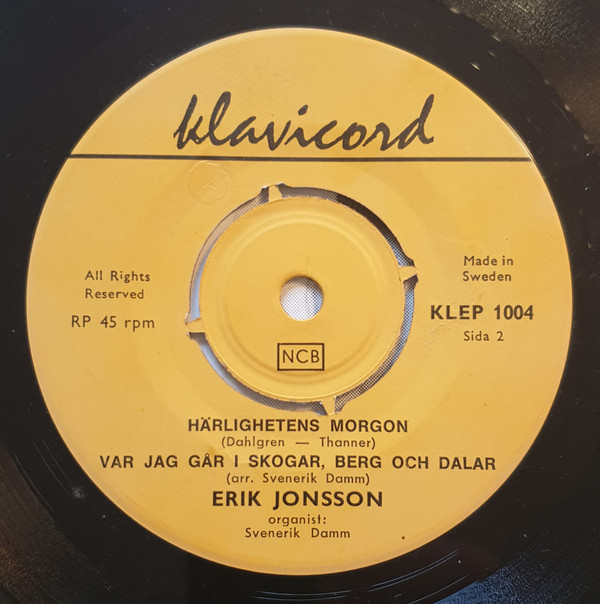 klavicord
All Rights
Reserved
RP 45 rpm
Made in
Sweden
KLEP 1004
Sida 2
NCB
HÄRLIGHETENS MORGON
(Dahlgren — Thanner)
VAR JAG GÅR I SKOGAR, BERG OCH DALAR
(arr. Svenerik Damm)
ERIK JONSSON
organist:
Svenerik Damm